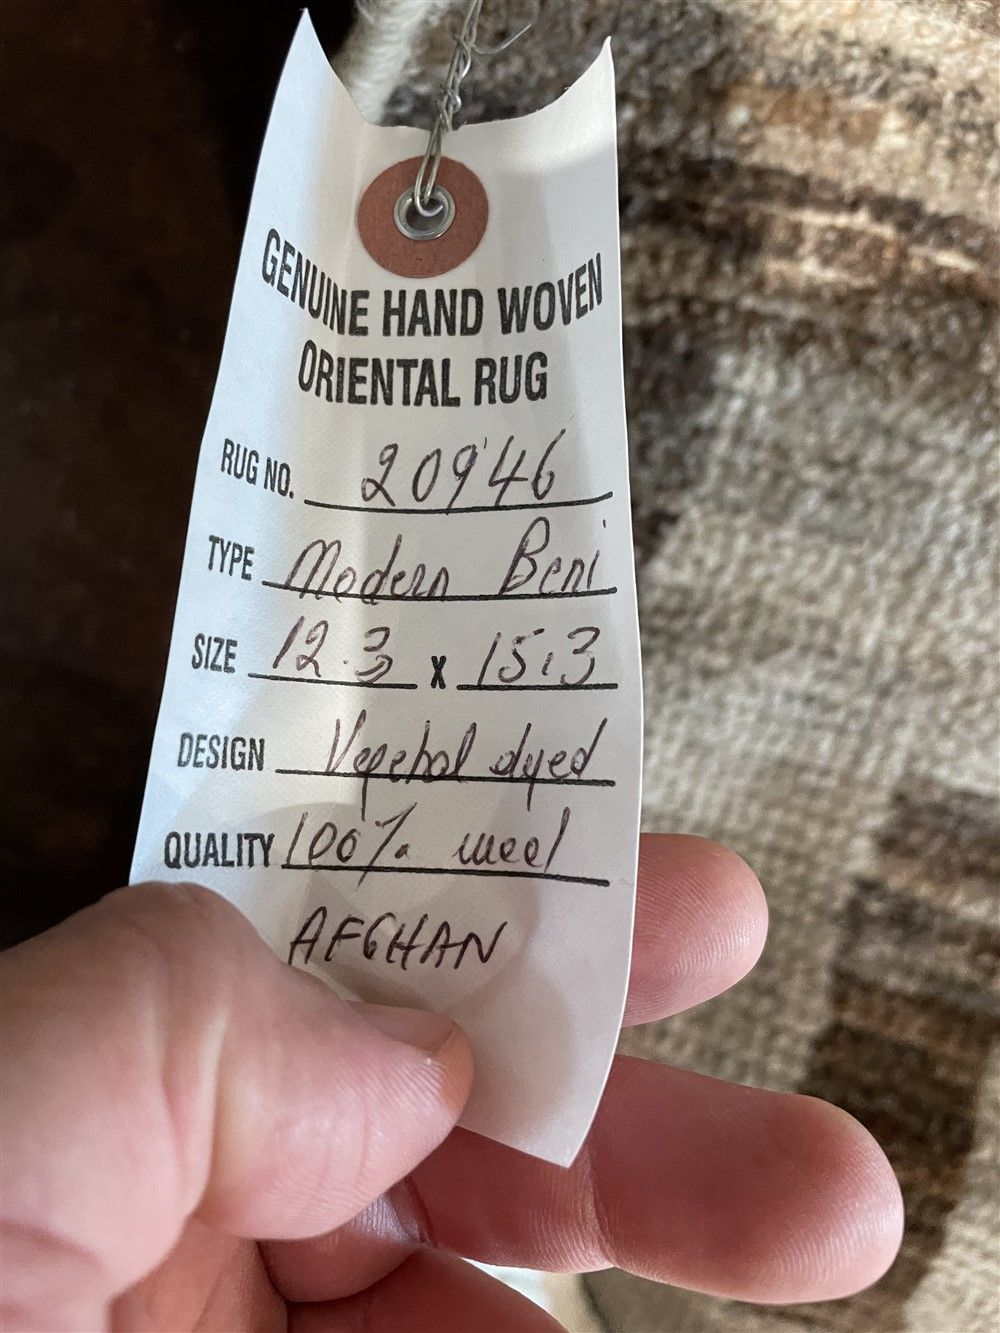 GENUINE HAND WOVEN
ORIENTAL RUG
RUG NO. 20946
TYPE Modern Beni
SIZE 12.3 x 15.3
DESIGN Vegetal dyed
QUALITY 100% wool
AFGHAN